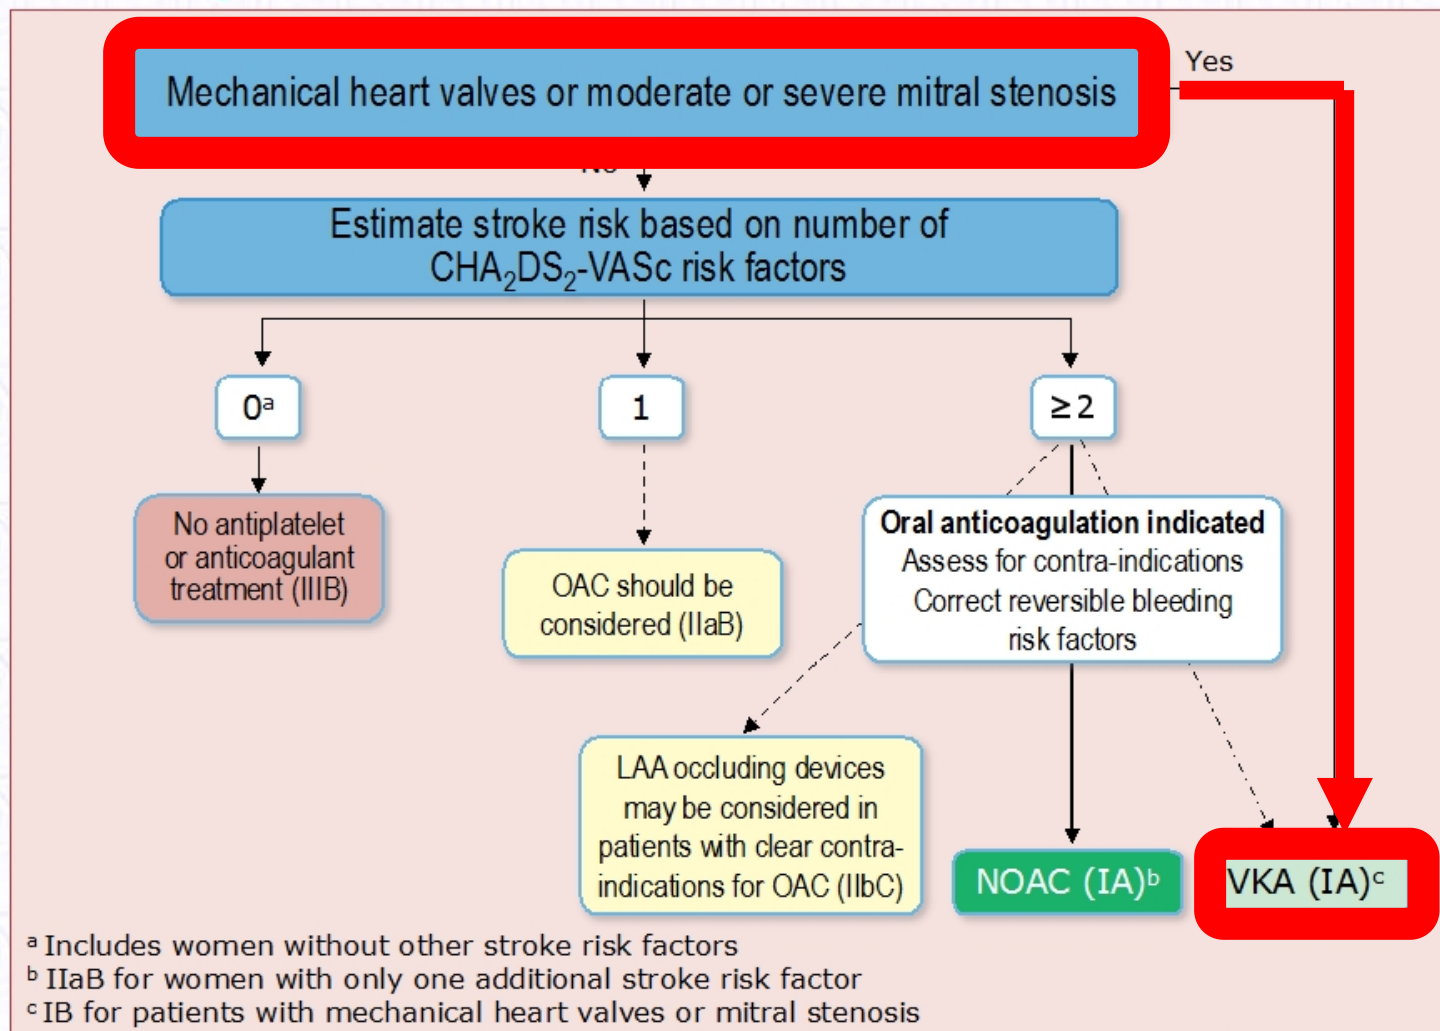 Mechanical heart valves or moderate or severe mitral stenosis
Yes
No
Estimate stroke risk based on number of
CHA₂DS₂-VASc risk factors
0ᵃ
1
≥2
No antiplatelet
or anticoagulant
treatment (IIIB)
OAC should be
considered (IIaB)
Oral anticoagulation indicated
Assess for contra-indications
Correct reversible bleeding
risk factors
LAA occluding devices
may be considered in
patients with clear contra-
indications for OAC (IIbC)
NOAC (IA)ᵇ
VKA (IA)ᶜ
ᵃ Includes women without other stroke risk factors
ᵇ IIaB for women with only one additional stroke risk factor
ᶜ IB for patients with mechanical heart valves or mitral stenosis